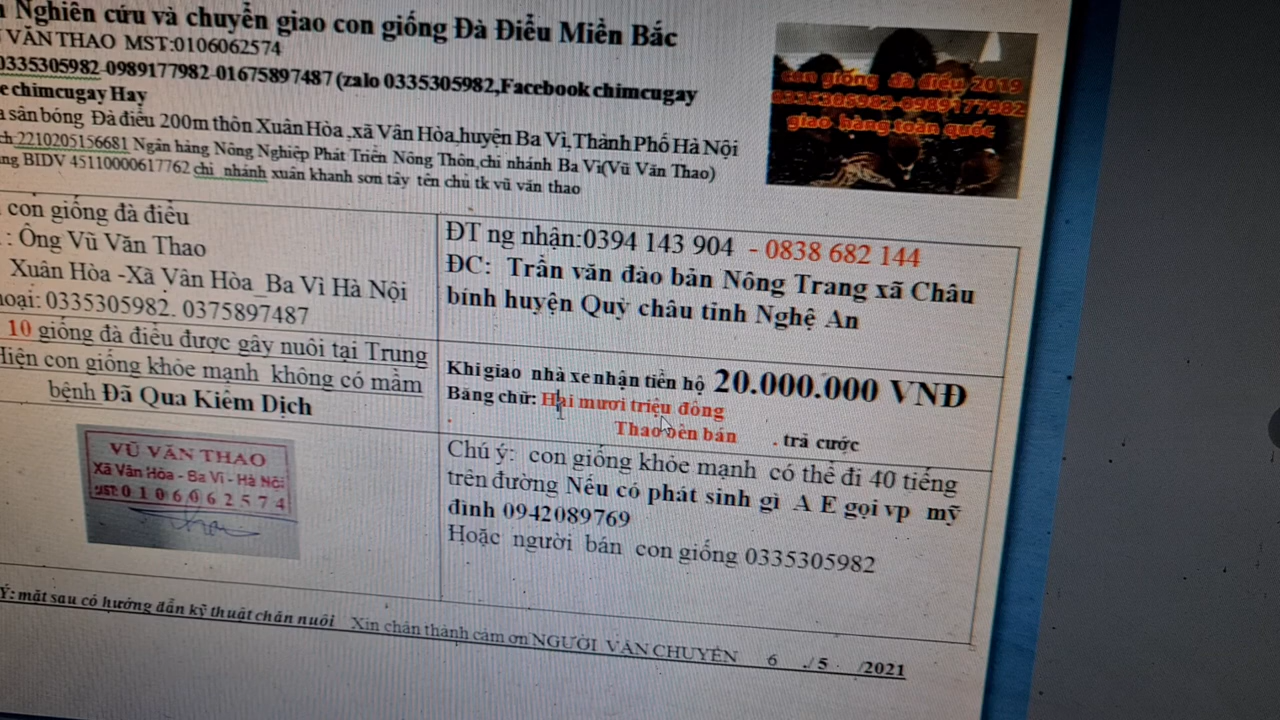 Nghiên cứu và chuyển giao con giống Đà Điểu Miền Bắc
VĂN THAO MST:0106062574
0335305982-0989177982-01675897487 (zalo 0335305982,Facebook chimcugay
e chimcugay Hay
sân bóng Đà điểu 200m thôn Xuân Hòa ,xã Vân Hòa,huyện Ba Vì,Thành Phố Hà Nội
ch:2210205156681 Ngân hàng Nông Nghiệp Phát Triển Nông Thôn,chi nhánh Ba Vì(Vũ Văn Thao)
ng BIDV 45110000617762 chi nhánh xuân khanh sơn tây tên chủ tk vũ văn thao
con giống đà điểu 2019
0335305982-0989177982
giao hàng toàn quốc
con giống đà điểu
: Ông Vũ Văn Thao
Xuân Hòa -Xã Vân Hòa_Ba Vì Hà Nội
oại: 0335305982. 0375897487
10 giống đà điểu được gây nuôi tại Trung
Hiện con giống khỏe mạnh không có mầm
bệnh Đã Qua Kiểm Dịch
ĐT ng nhận:0394 143 904 - 0838 682 144
ĐC: Trần văn đào bản Nông Trang xã Châu
bính huyện Quỳ châu tỉnh Nghệ An
Khi giao nhà xe nhận tiền hộ 20.000.000 VNĐ
Bằng chữ: Hai mươi triệu đồng
. Thao bên bán . trả cước
VŨ VĂN THAO
Xã Vân Hòa - Ba Vì - Hà Nội
MST: 0106062574
Chú ý: con giống khỏe mạnh có thể đi 40 tiếng
trên đường Nếu có phát sinh gì A E gọi vp mỹ
đình 0942089769
Hoặc người bán con giống 0335305982
Ý: mặt sau có hướng dẫn kỹ thuật chăn nuôi Xin chân thành cảm ơn NGƯỜI VẬN CHUYỂN 6 ./5 . /2021